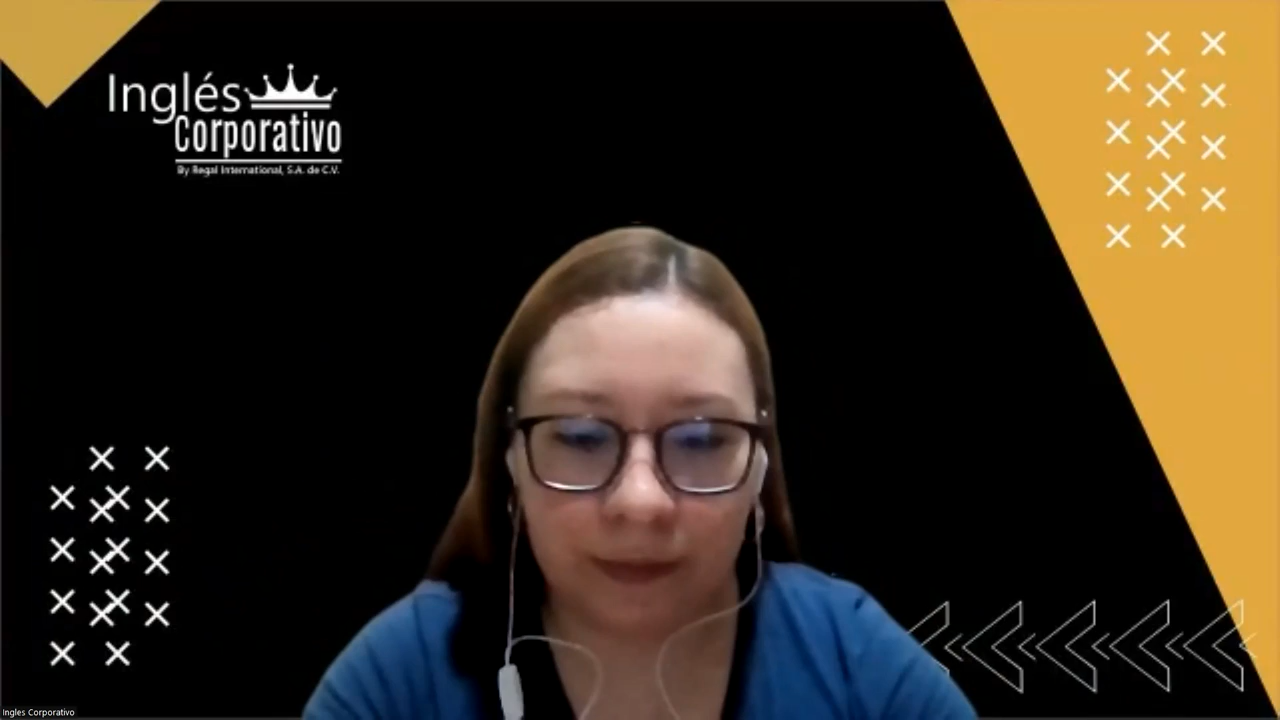 Inglés
Corporativo
By Regal International, S.A. de C.V.
Ingles Corporativo